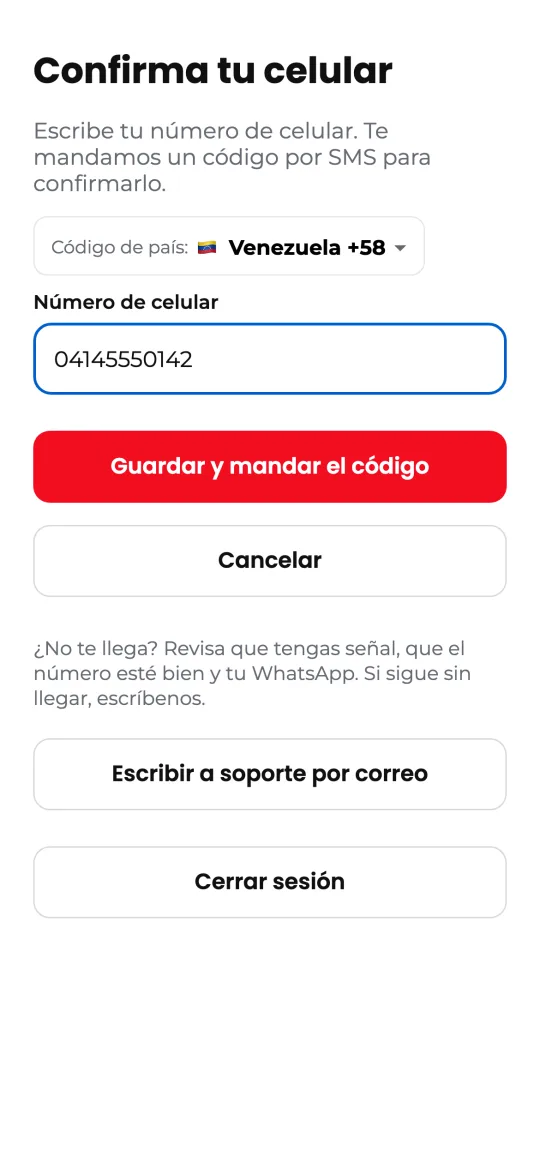 Confirma tu celular
Escribe tu número de celular. Te
mandamos un código por SMS para
confirmarlo.
Código de país: 🇻🇪 Venezuela +58
Número de celular
04145550142
Guardar y mandar el código
Cancelar
¿No te llega? Revisa que tengas señal, que el
número esté bien y tu WhatsApp. Si sigue sin
llegar, escríbenos.
Escribir a soporte por correo
Cerrar sesión